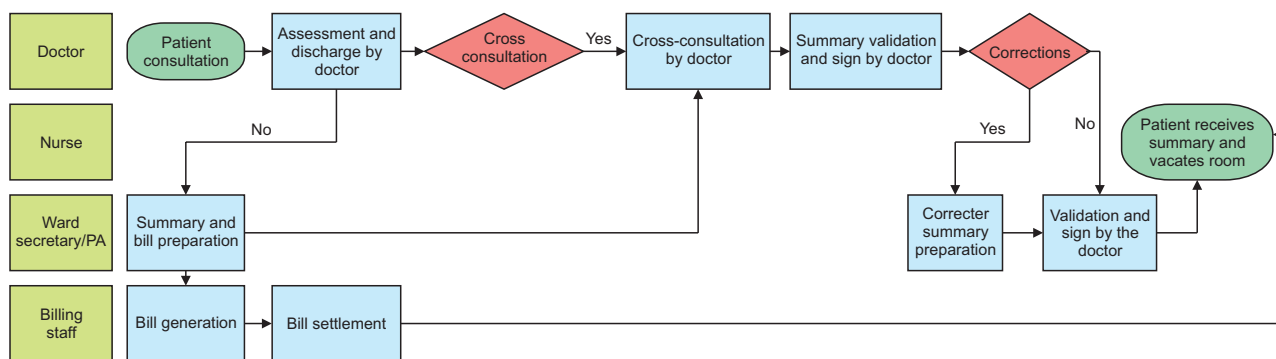 Doctor
Patient
consultation
Assessment and
discharge by
doctor
Cross
consultation
Yes
Cross-consultation
by doctor
Summary validation
and sign by doctor
Corrections
No
Nurse
Yes
No
Patient receives
summary and
vacates room
Ward
secretary/PA
Summary and
bill preparation
Correcter
summary
preparation
Validation and
sign by the
doctor
Billing
staff
Bill generation
Bill settlement